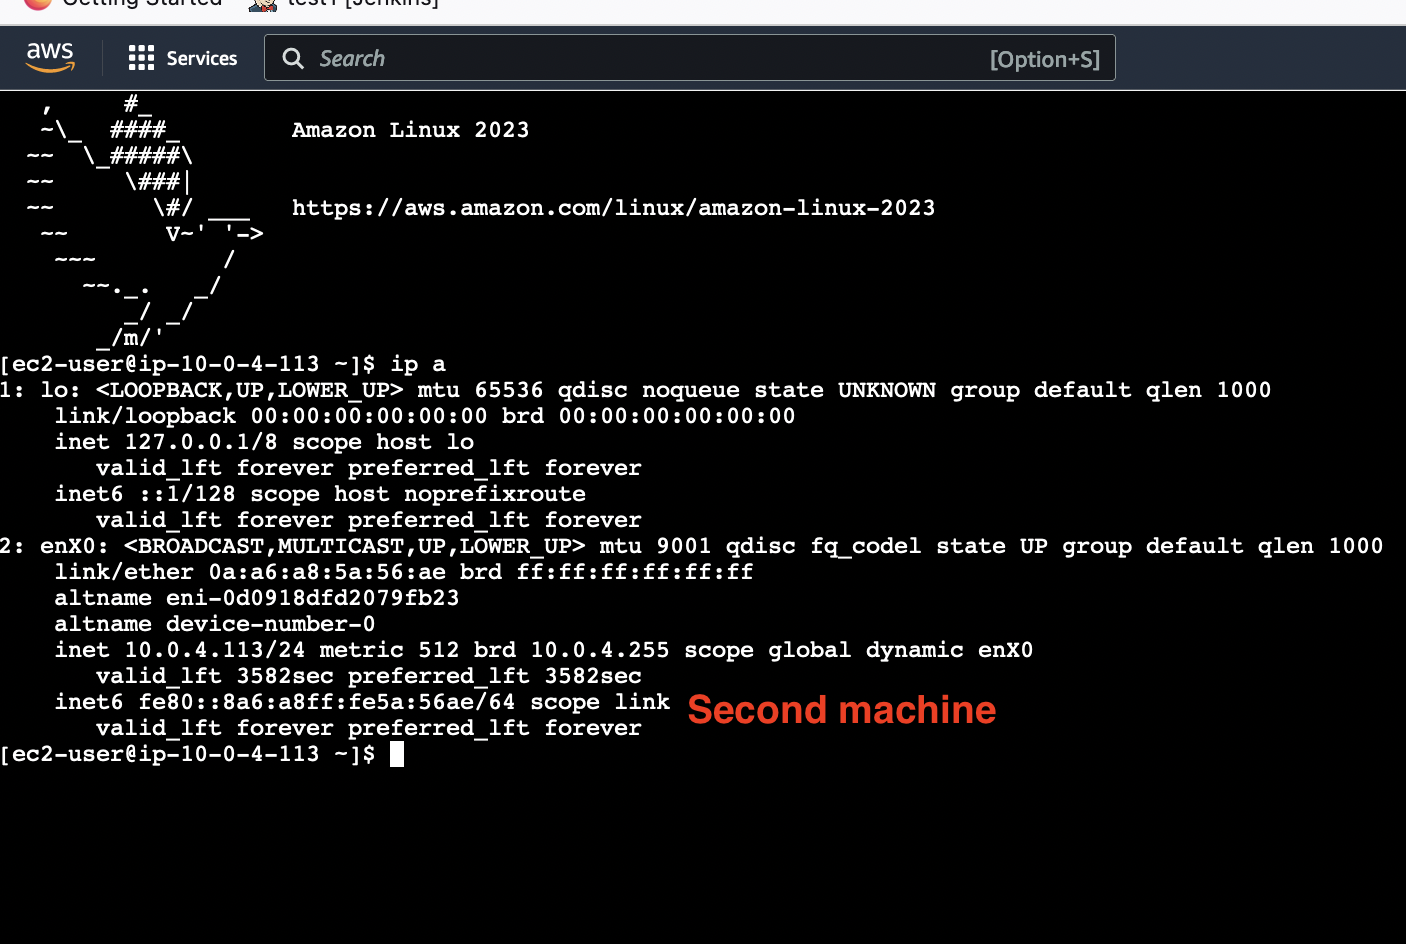 Getting Started test1 [Jenkins]
aws Services Search [Option+S]
   ,     #_
   ~\_  ####_        Amazon Linux 2023
  ~~  \_#####\
  ~~     \###|
  ~~       \#/ ___   https://aws.amazon.com/linux/amazon-linux-2023
   ~~       V~' '->
    ~~~         /
      ~~._.   _/
         _/ _/
       _/m/'
[ec2-user@ip-10-0-4-113 ~]$ ip a
1: lo: <LOOPBACK,UP,LOWER_UP> mtu 65536 qdisc noqueue state UNKNOWN group default qlen 1000
    link/loopback 00:00:00:00:00:00 brd 00:00:00:00:00:00
    inet 127.0.0.1/8 scope host lo
       valid_lft forever preferred_lft forever
    inet6 ::1/128 scope host noprefixroute
       valid_lft forever preferred_lft forever
2: enX0: <BROADCAST,MULTICAST,UP,LOWER_UP> mtu 9001 qdisc fq_codel state UP group default qlen 1000
    link/ether 0a:a6:a8:5a:56:ae brd ff:ff:ff:ff:ff:ff
    altname eni-0d0918dfd2079fb23
    altname device-number-0
    inet 10.0.4.113/24 metric 512 brd 10.0.4.255 scope global dynamic enX0
       valid_lft 3582sec preferred_lft 3582sec
    inet6 fe80::8a6:a8ff:fe5a:56ae/64 scope link
Second machine
       valid_lft forever preferred_lft forever
[ec2-user@ip-10-0-4-113 ~]$